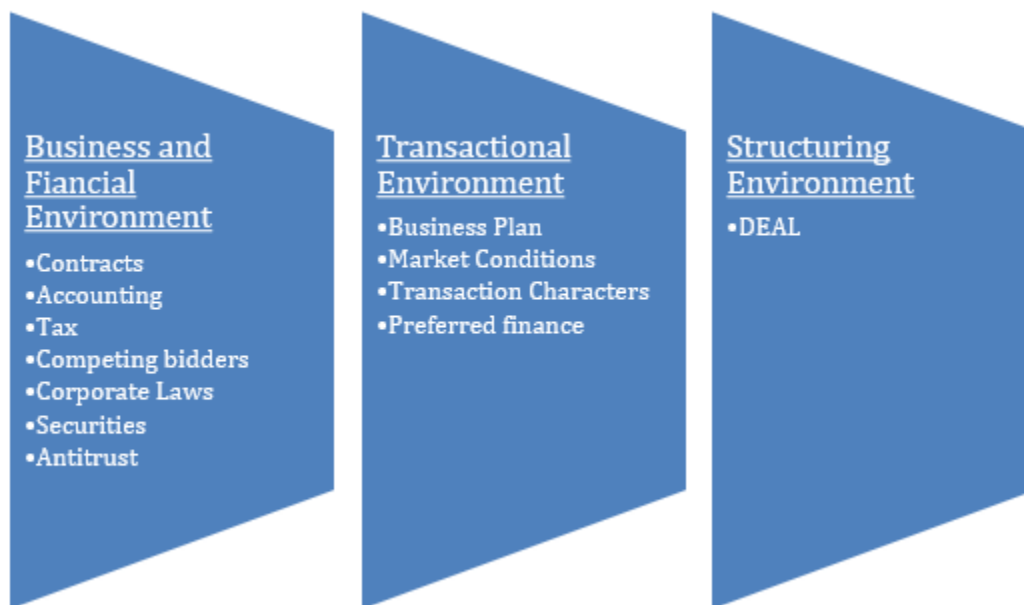 Business and
Fiancial
Environment
•Contracts
•Accounting
•Tax
•Competing bidders
•Corporate Laws
•Securities
•Antitrust
Transactional
Environment
•Business Plan
•Market Conditions
•Transaction Characters
•Preferred finance
Structuring
Environment
•DEAL